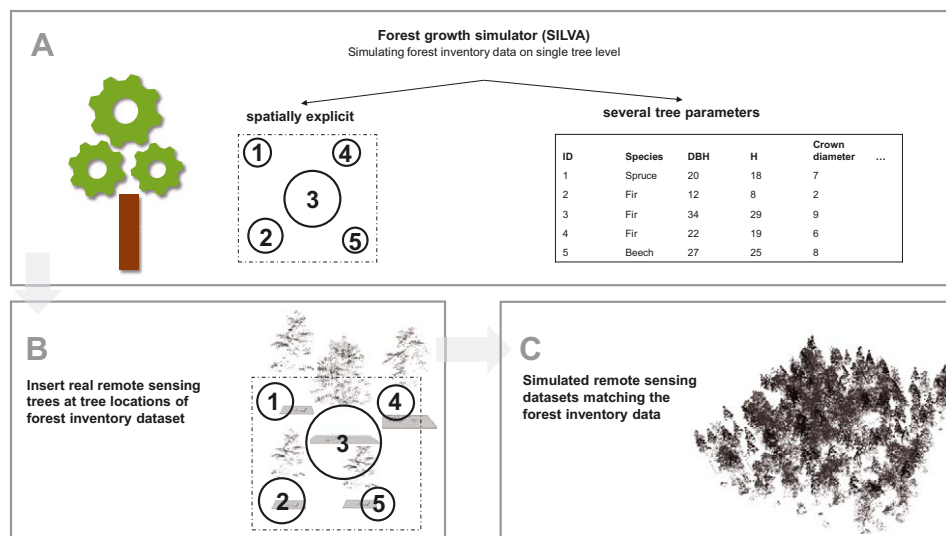 A
Forest growth simulator (SILVA)
Simulating forest inventory data on single tree level
spatially explicit
several tree parameters
1
4
3
2
5
ID Species DBH H Crown diameter ...
1 Spruce 20 18 7
2 Fir 12 8 2
3 Fir 34 29 9
4 Fir 22 19 6
5 Beech 27 25 8
B
Insert real remote sensing
trees at tree locations of
forest inventory dataset
1
4
3
2
5
C
Simulated remote sensing
datasets matching the
forest inventory data